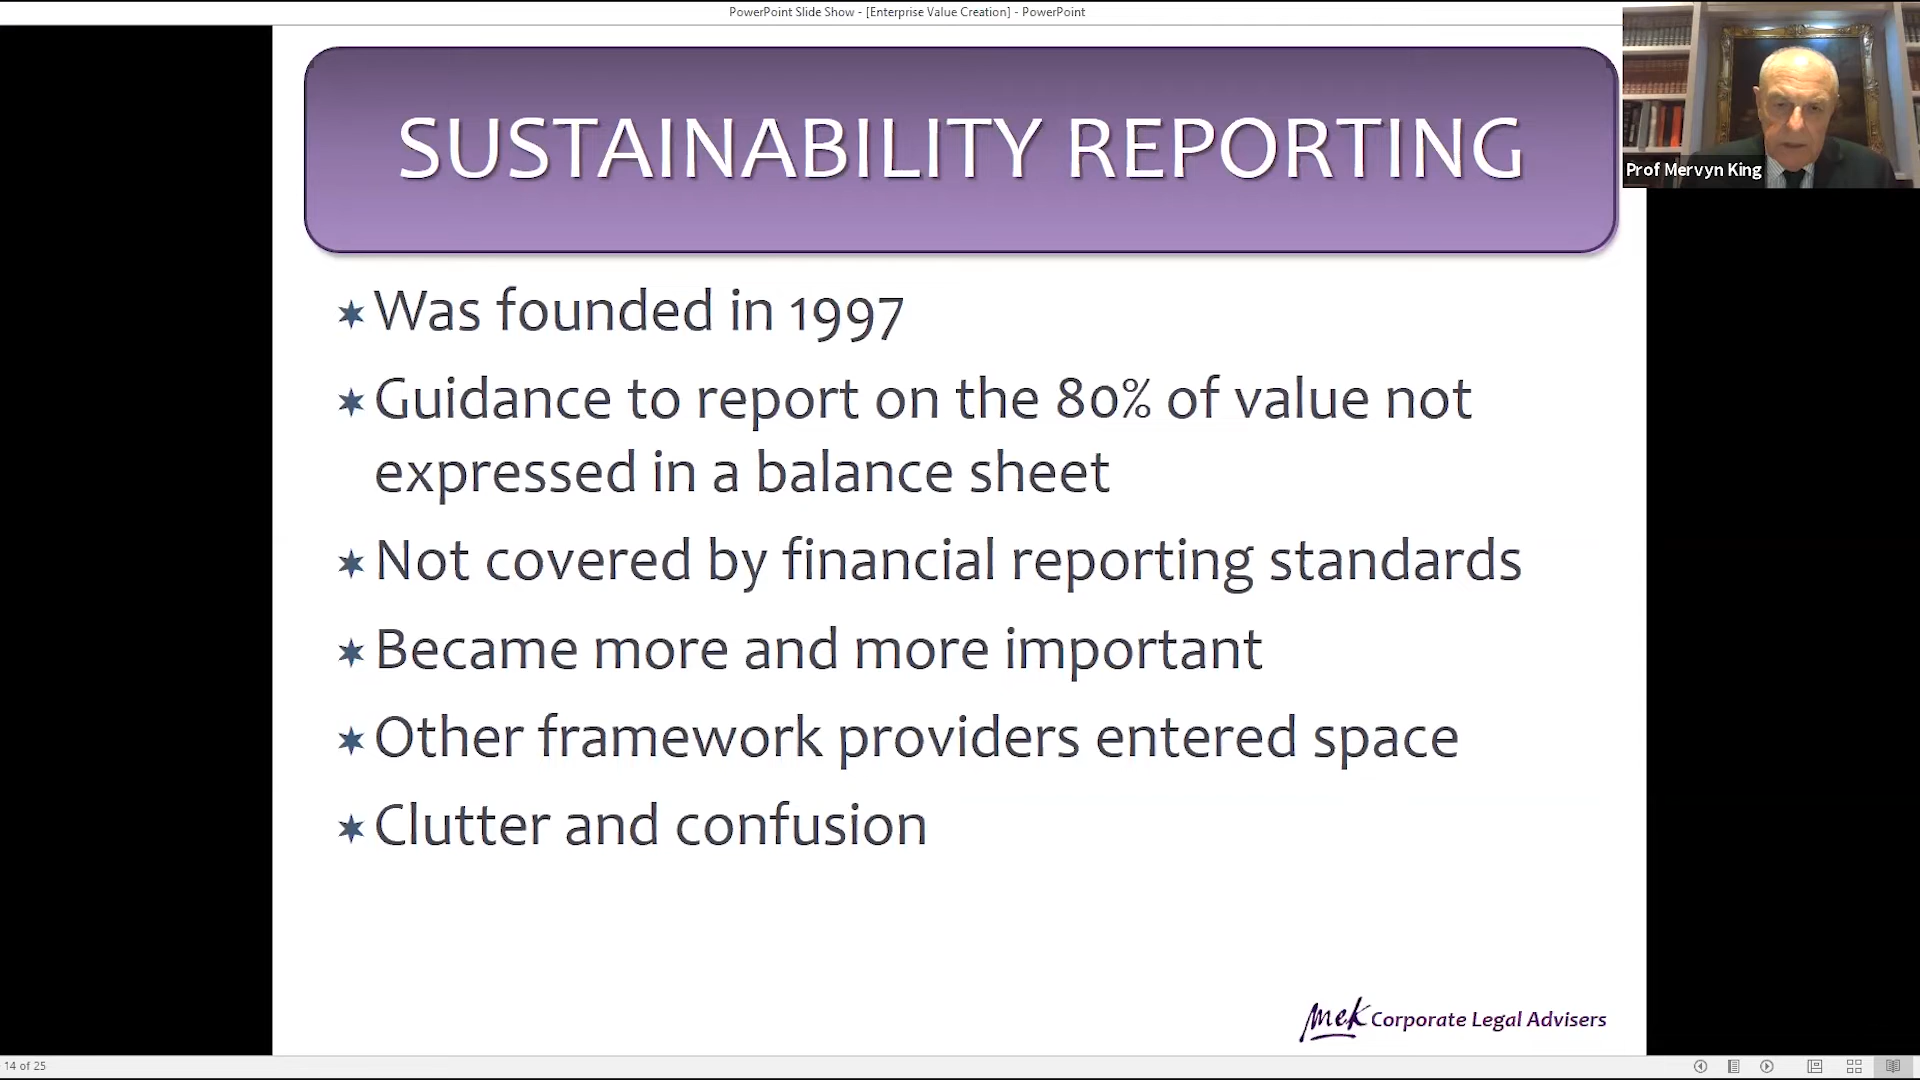 PowerPoint Slide Show - [Enterprise Value Creation] - PowerPoint
SUSTAINABILITY REPORTING
Prof Mervyn King
Was founded in 1997
Guidance to report on the 80% of value not
expressed in a balance sheet
Not covered by financial reporting standards
Became more and more important
Other framework providers entered space
Clutter and confusion
mek Corporate Legal Advisers
14 of 25